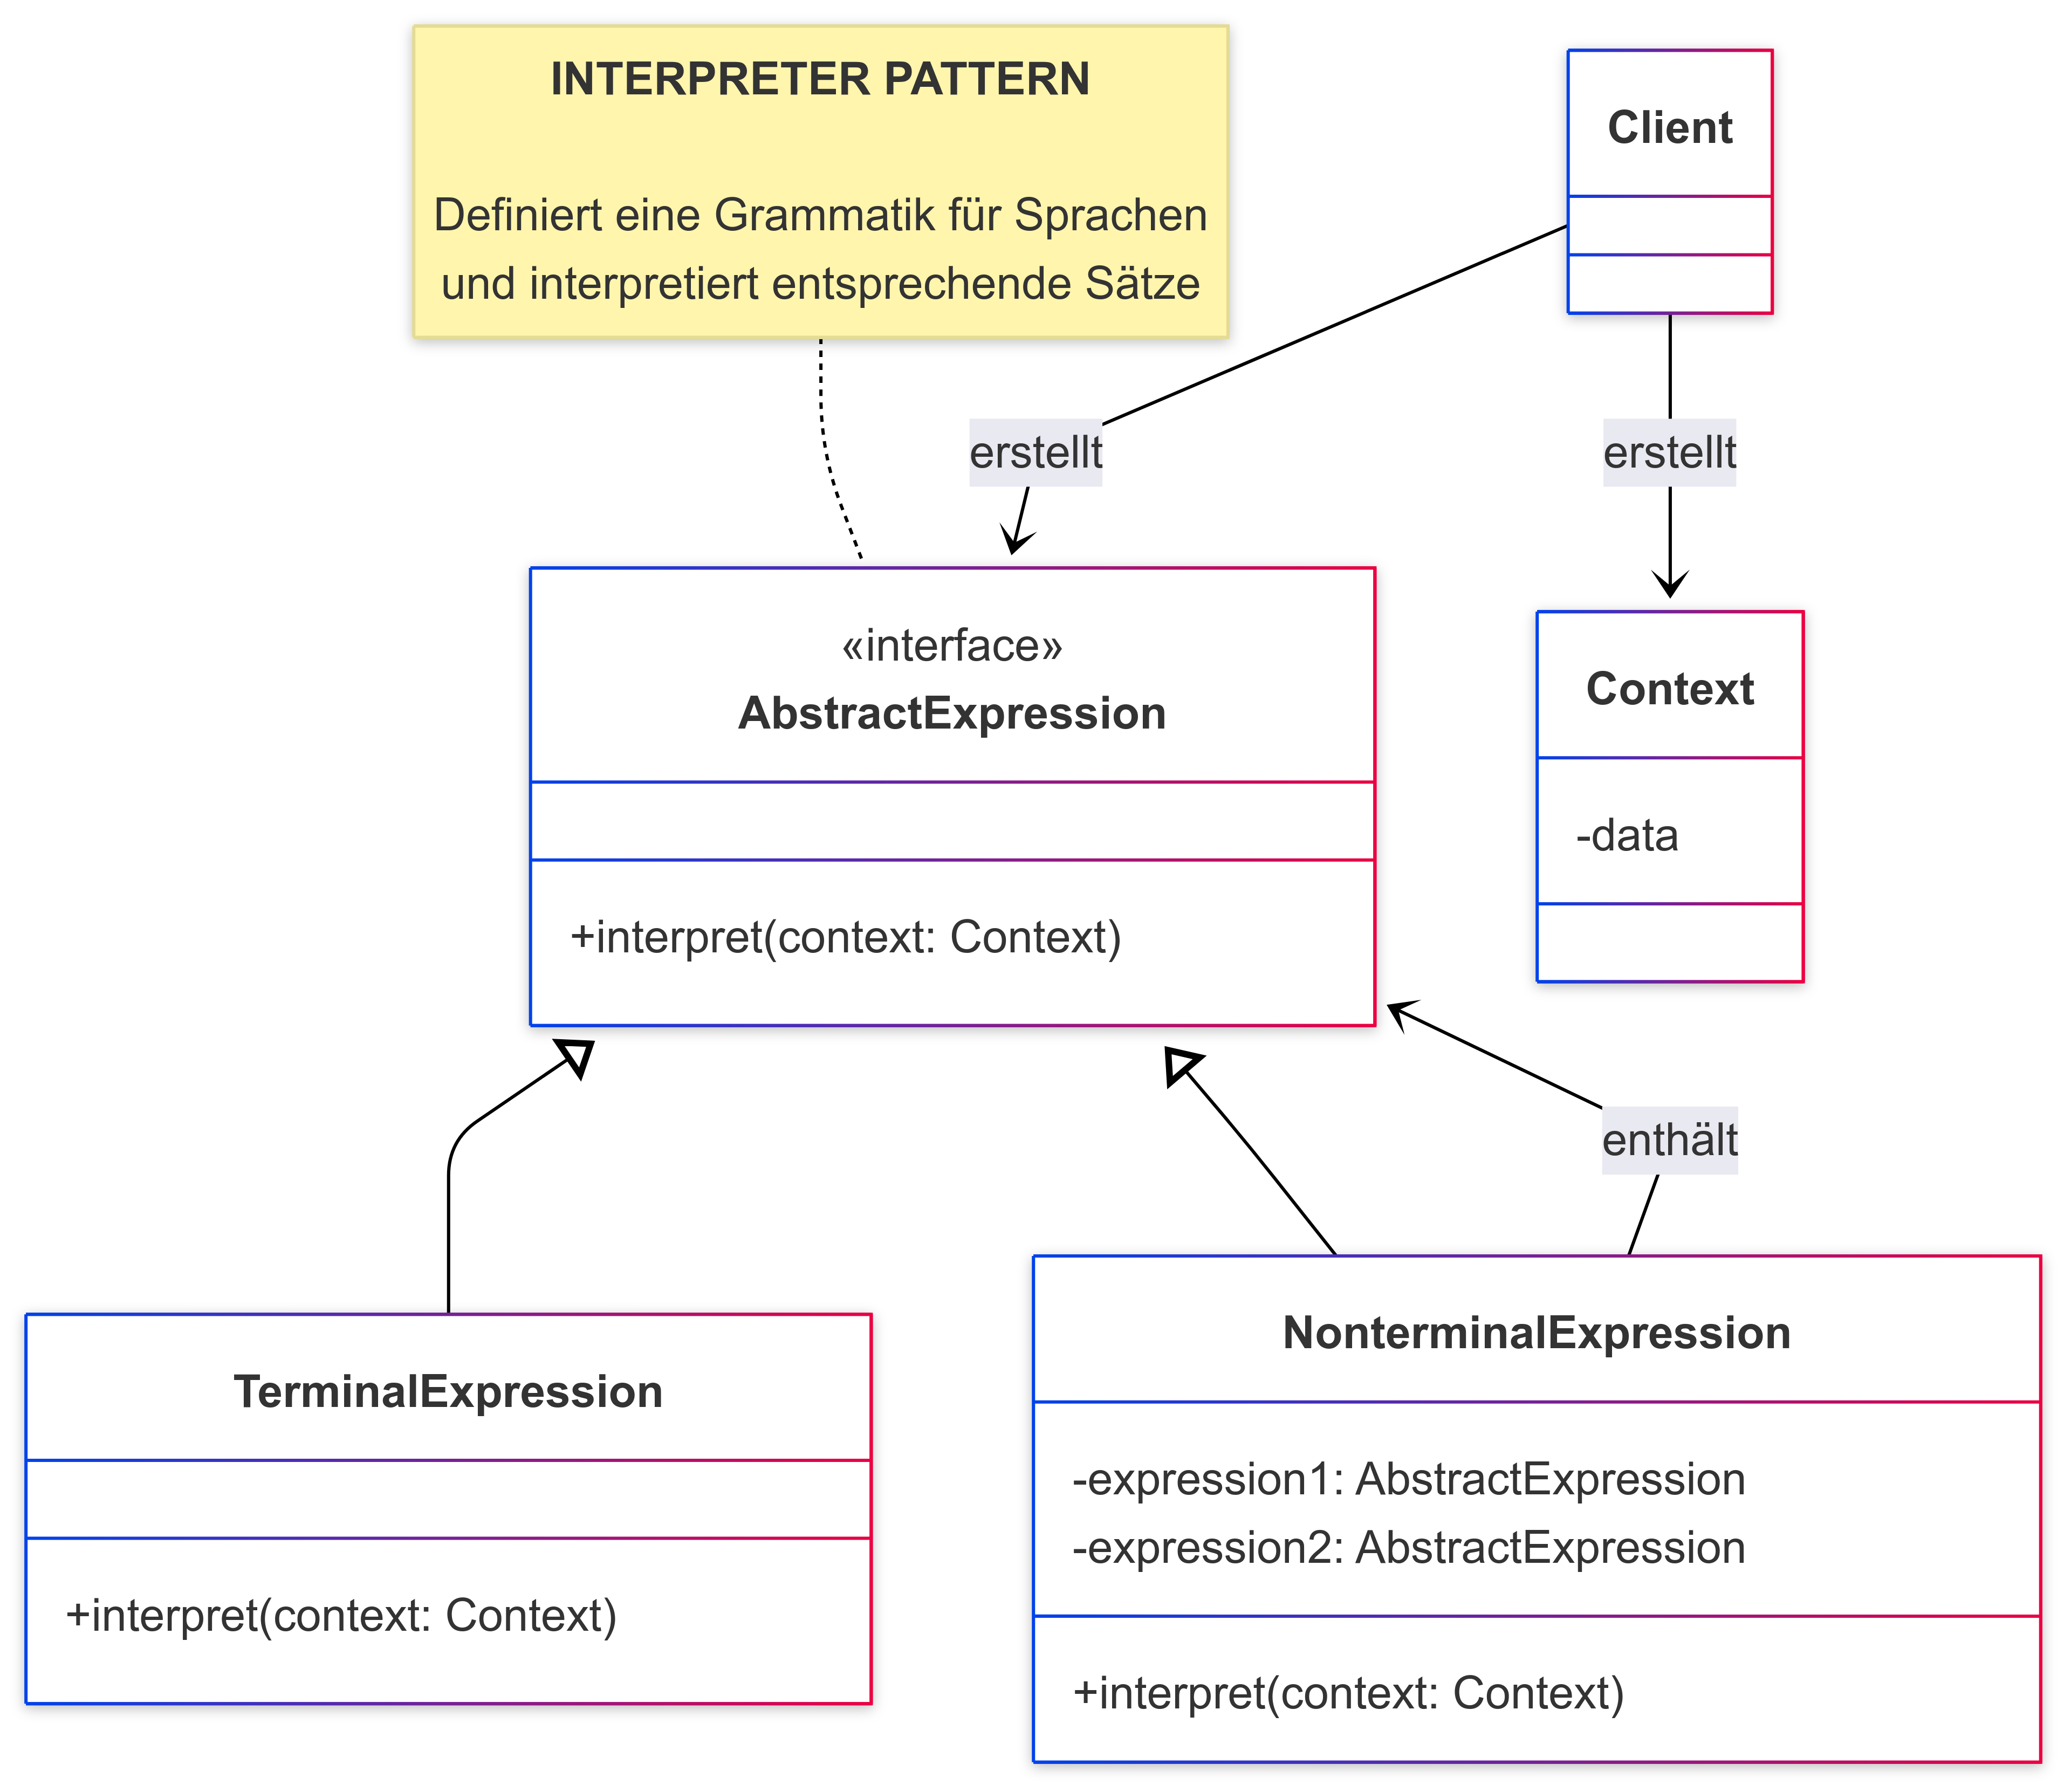 INTERPRETER PATTERN
Definiert eine Grammatik für Sprachen
und interpretiert entsprechende Sätze
Client
erstellt
erstellt
«interface»
AbstractExpression
+interpret(context: Context)
Context
-data
enthält
TerminalExpression
+interpret(context: Context)
NonterminalExpression
-expression1: AbstractExpression
-expression2: AbstractExpression
+interpret(context: Context)